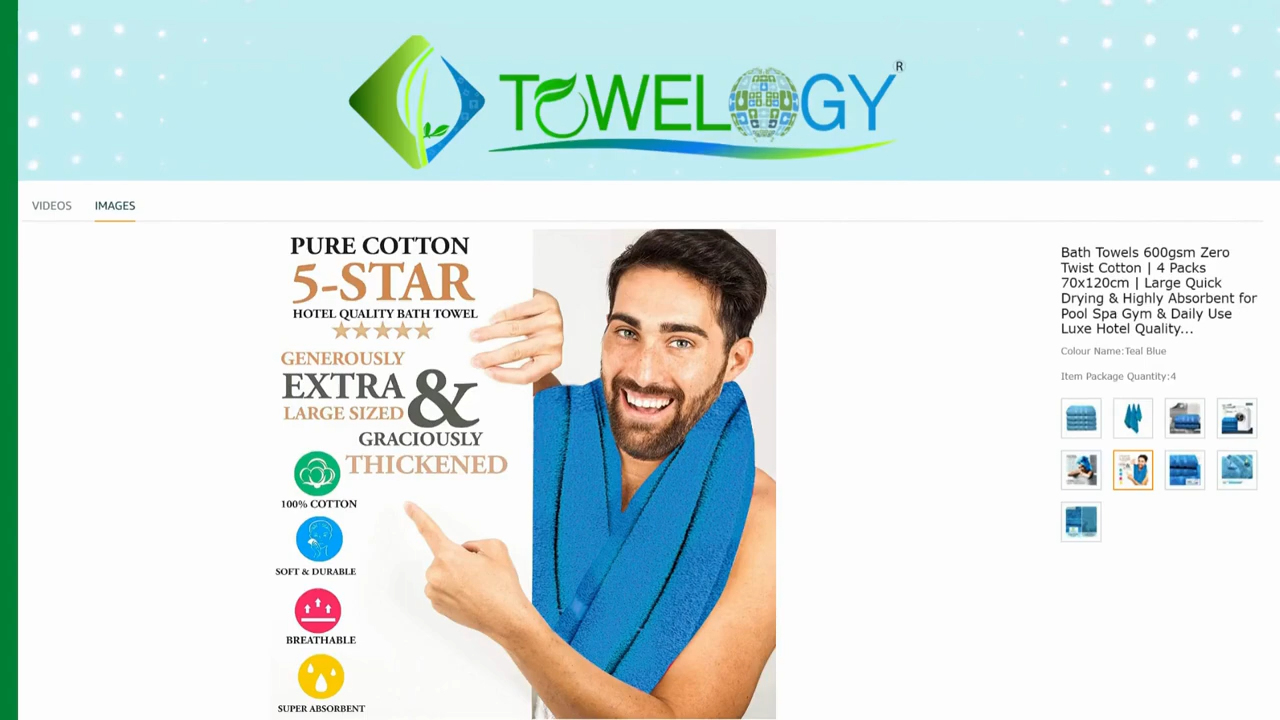 TOWELOGY
R
VIDEOS
IMAGES
PURE COTTON
5-STAR
HOTEL QUALITY BATH TOWEL
GENEROUSLY
EXTRA &
LARGE SIZED
GRACIOUSLY
THICKENED
100% COTTON
SOFT & DURABLE
BREATHABLE
SUPER ABSORBENT
Bath Towels 600gsm Zero
Twist Cotton | 4 Packs
70x120cm | Large Quick
Drying & Highly Absorbent for
Pool Spa Gym & Daily Use
Luxe Hotel Quality...
Colour Name:Teal Blue
Item Package Quantity:4